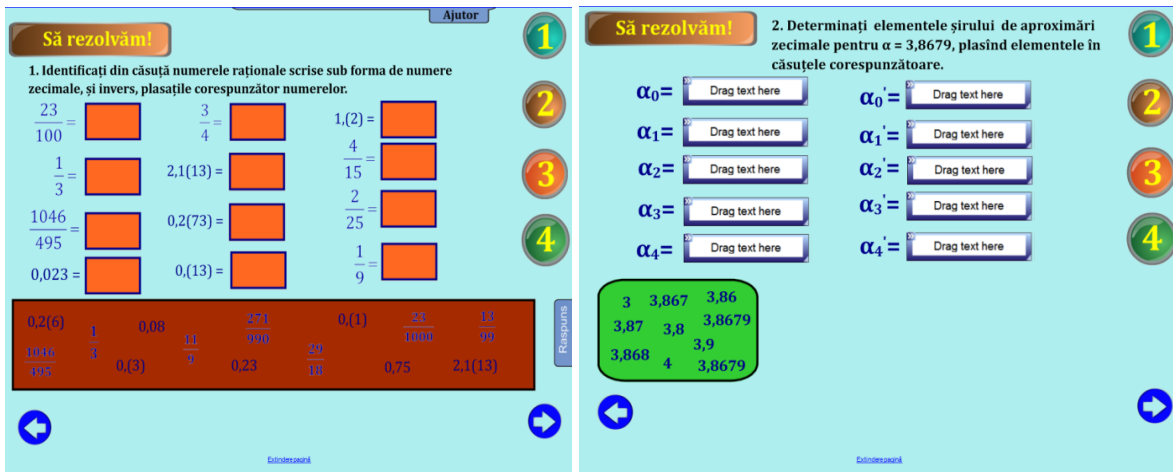 Ajutor
Să rezolvăm!
1
1. Identificați din căsuță numerele raționale scrise sub forma de numere
zecimale, și invers, plasațile corespunzător numerelor.
23/100 = 3/4 = 1,(2) =
2
1/3 = 2,1(13) = 4/15 =
3
1046/495 = 0,2(73) = 2/25 =
4
0,023 = 0,(13) = 1/9 =
0,2(6) 1/3 0,08 11/9 271/990 0,(1) 23/1000 13/99
1046/495 0,(3) 0,23 29/18 0,75 2,1(13)
Raspuns
Extindere pagină
Să rezolvăm!
2. Determinați elementele șirului de aproximări
zecimale pentru α = 3,8679, plasînd elementele în
căsuțele corespunzătoare.
1
α₀= Drag text here α₀'= Drag text here
2
α₁= Drag text here α₁'= Drag text here
α₂= Drag text here α₂'= Drag text here
3
α₃= Drag text here α₃'= Drag text here
4
α₄= Drag text here α₄'= Drag text here
3 3,867 3,86
3,87 3,8 3,8679
3,868 3,9
4 3,8679
Extindere pagină